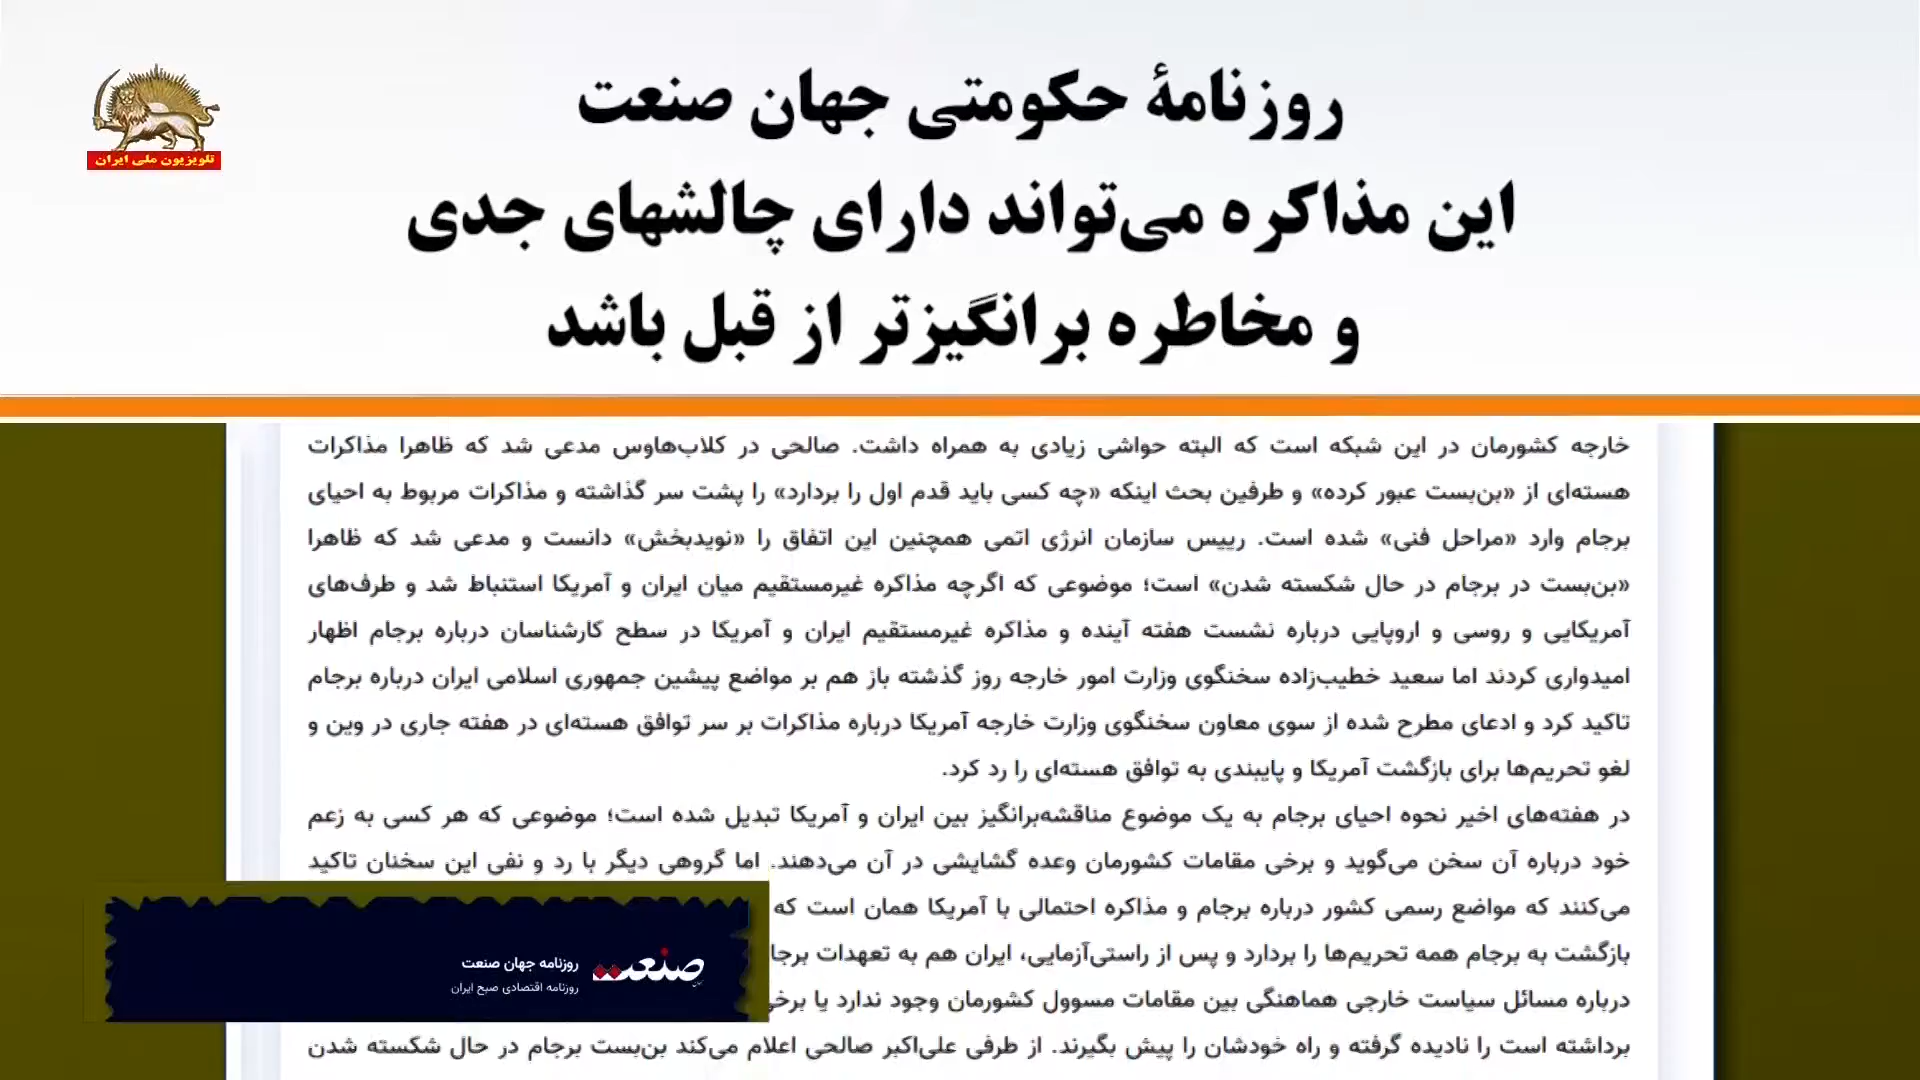 تلویزیون ملی ایران
روزنامهٔ حکومتی جهان صنعت
این مذاکره می‌تواند دارای چالشهای جدی
و مخاطره برانگیزتر از قبل باشد
خارجه کشورمان در این شبکه است که البته حواشی زیادی به همراه داشت. صالحی در کلاب‌هاوس مدعی شد که ظاهرا مذاکرات
هسته‌ای از «بن‌بست عبور کرده» و طرفین بحث اینکه «چه کسی باید قدم اول را بردارد» را پشت سر گذاشته و مذاکرات مربوط به احیای
برجام وارد «مراحل فنی» شده است. رییس سازمان انرژی اتمی همچنین این اتفاق را «نویدبخش» دانست و مدعی شد که ظاهرا
«بن‌بست در برجام در حال شکسته شدن» است؛ موضوعی که اگرچه مذاکره غیرمستقیم میان ایران و آمریکا استنباط شد و طرف‌های
آمریکایی و روسی و اروپایی درباره نشست هفته آینده و مذاکره غیرمستقیم ایران و آمریکا در سطح کارشناسان درباره برجام اظهار
امیدواری کردند اما سعید خطیب‌زاده سخنگوی وزارت امور خارجه روز گذشته باز هم بر مواضع پیشین جمهوری اسلامی ایران درباره برجام
تاکید کرد و ادعای مطرح شده از سوی معاون سخنگوی وزارت خارجه آمریکا درباره مذاکرات بر سر توافق هسته‌ای در هفته جاری در وین و
لغو تحریم‌ها برای بازگشت آمریکا و پایبندی به توافق هسته‌ای را رد کرد.
در هفته‌های اخیر نحوه احیای برجام به یک موضوع مناقشه‌برانگیز بین ایران و آمریکا تبدیل شده است؛ موضوعی که هر کسی به زعم
خود درباره آن سخن می‌گوید و برخی مقامات کشورمان وعده گشایشی در آن می‌دهند. اما گروهی دیگر با رد و نفی این سخنان تاکید
می‌کنند که مواضع رسمی کشور درباره برجام و مذاکره احتمالی با آمریکا همان است که
بازگشت به برجام همه تحریم‌ها را بردارد و پس از راستی‌آزمایی، ایران هم به تعهدات برجا
درباره مسائل سیاست خارجی هماهنگی بین مقامات مسوول کشورمان وجود ندارد یا برخی
برداشته است را نادیده گرفته و راه خودشان را پیش بگیرند. از طرفی علی‌اکبر صالحی اعلام می‌کند بن‌بست برجام در حال شکسته شدن
صنعت
روزنامه جهان صنعت
روزنامه اقتصادی صبح ایران